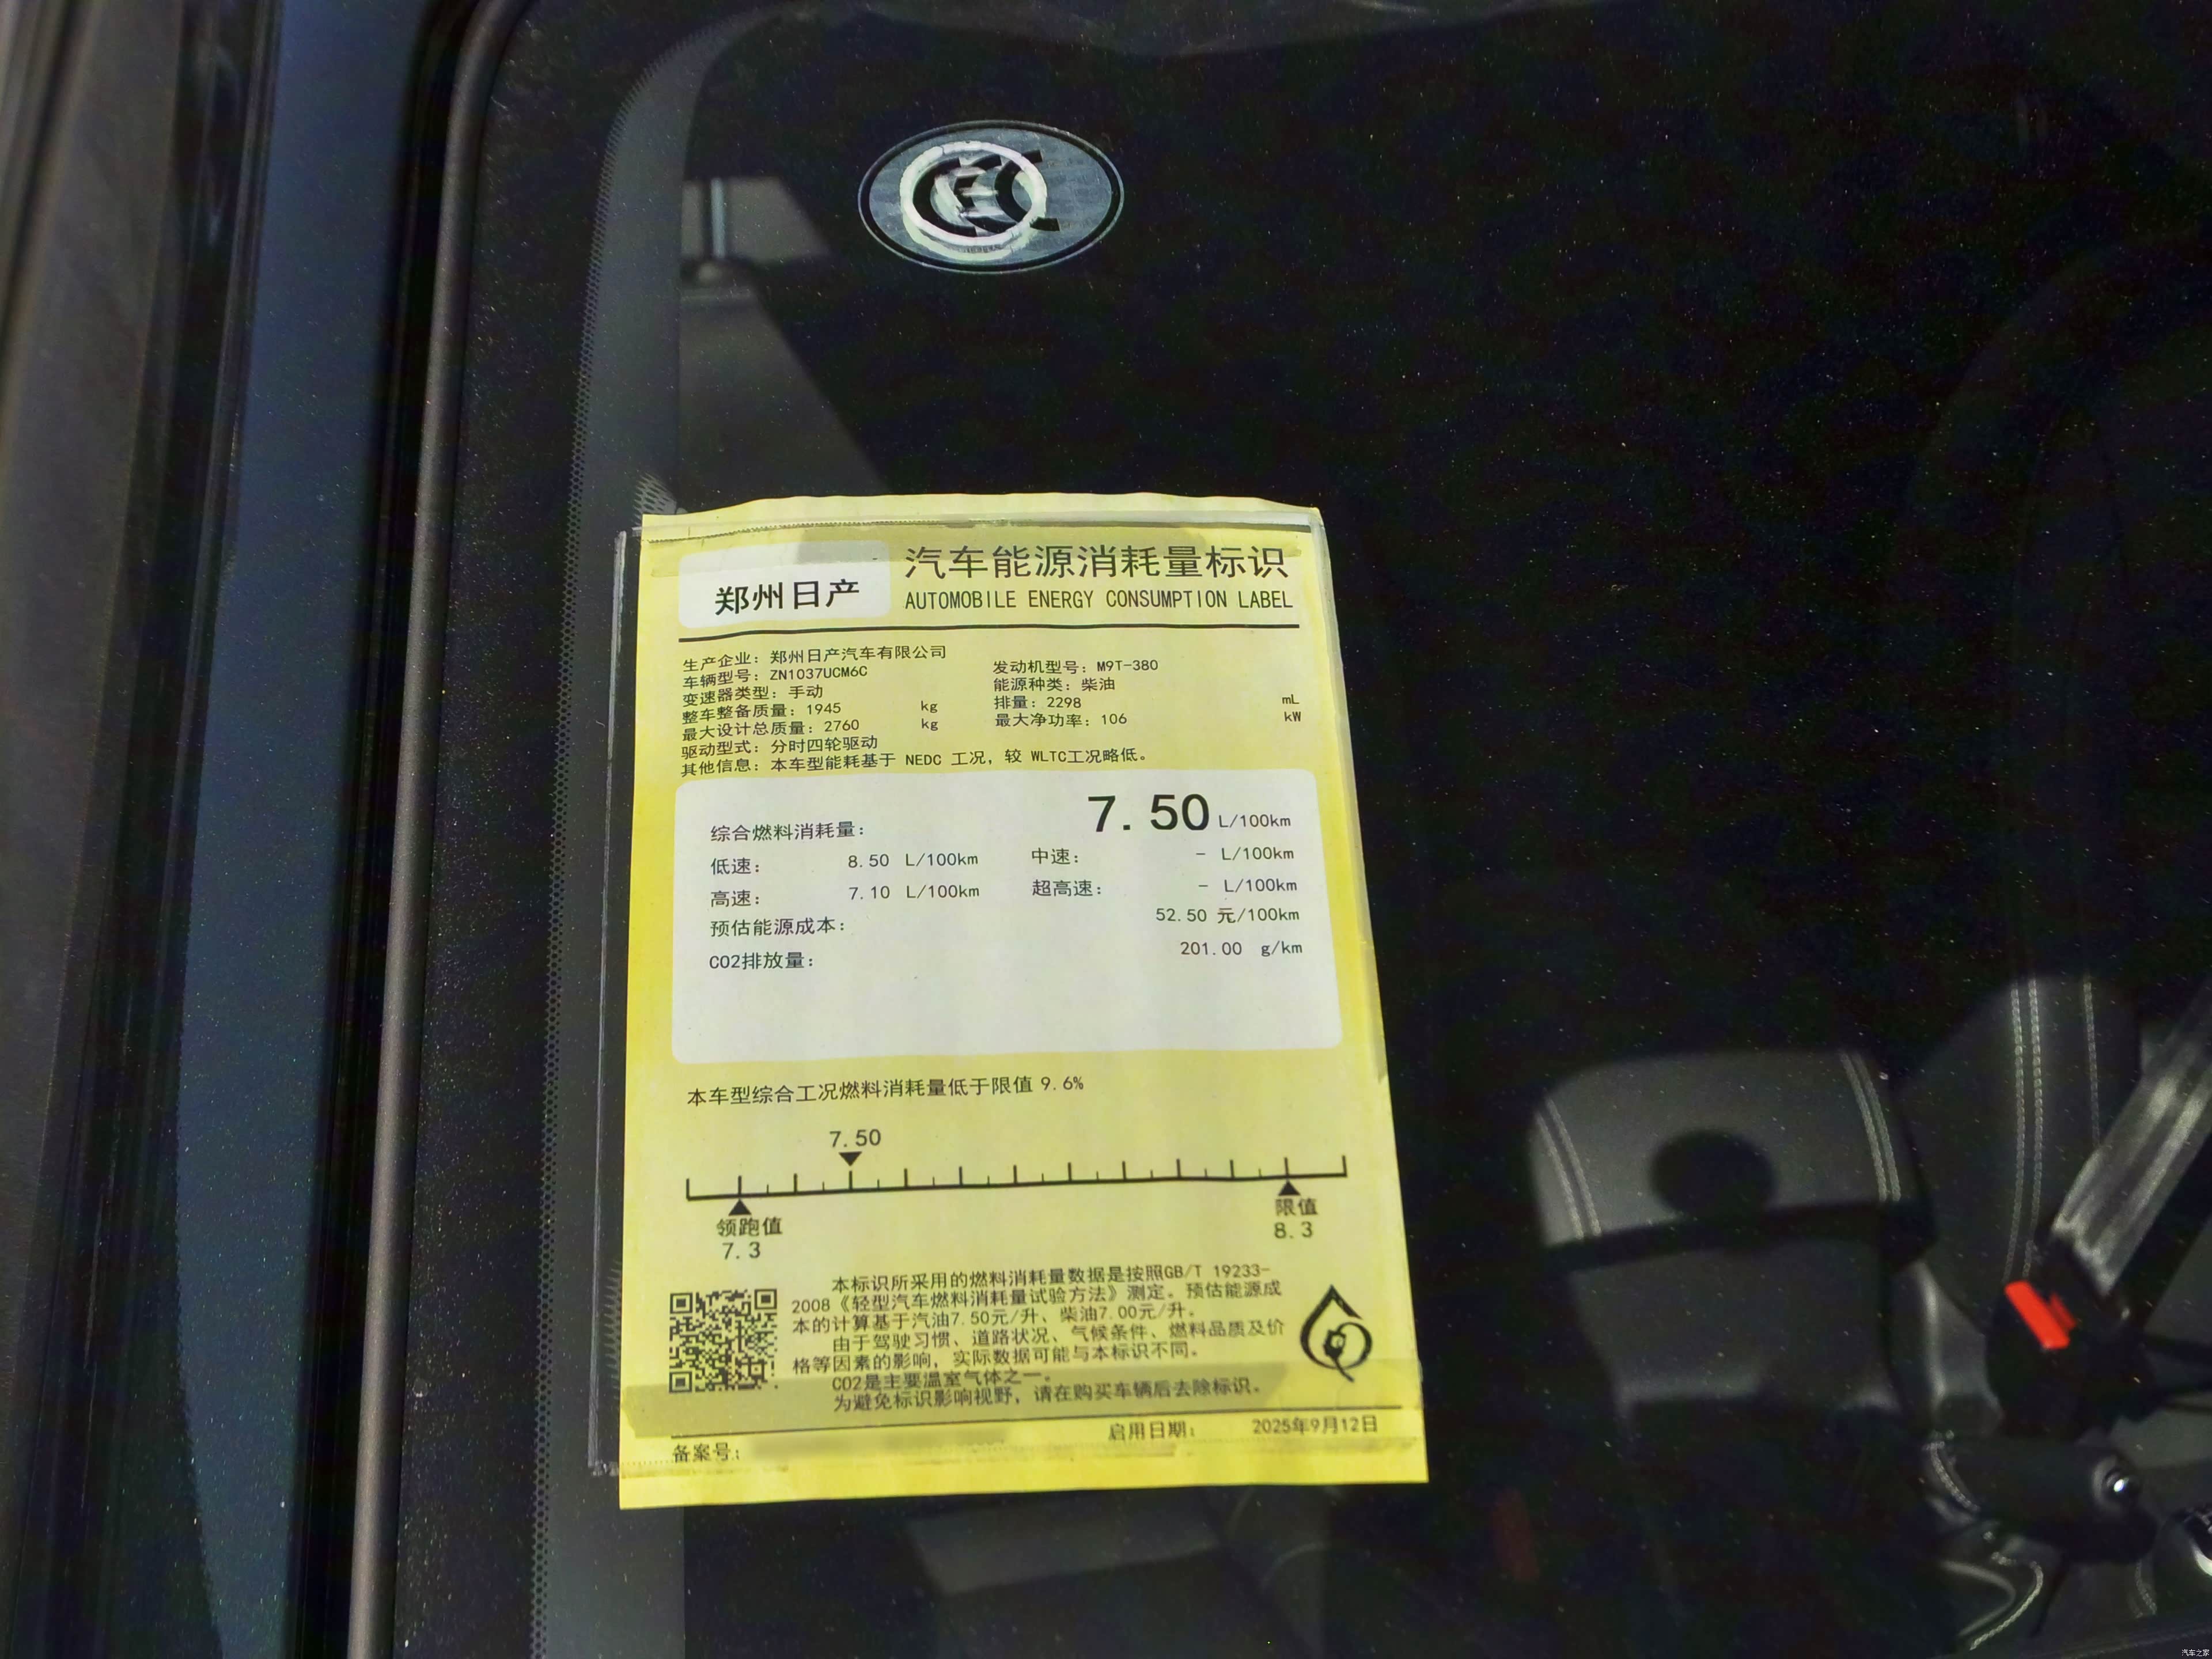 CCC
郑州日产
汽车能源消耗量标识
AUTOMOBILE ENERGY CONSUMPTION LABEL
生产企业：郑州日产汽车有限公司
车辆型号：ZN1037UCM6C
发动机型号：M9T-380
变速器类型：手动
能源种类：柴油
整车整备质量：1945 kg
排量：2298 mL
最大设计总质量：2760 kg
最大净功率：106 kW
驱动型式：分时四轮驱动
其他信息：本车型能耗基于 NEDC 工况，较 WLTC工况略低。
综合燃料消耗量： 7.50 L/100km
低速： 8.50 L/100km 中速： - L/100km
高速： 7.10 L/100km 超高速： - L/100km
预估能源成本： 52.50 元/100km
CO2排放量： 201.00 g/km
本车型综合工况燃料消耗量低于限值 9.6%
7.50
领跑值
7.3
限值
8.3
本标识所采用的燃料消耗量数据是按照GB/T 19233-
2008《轻型汽车燃料消耗量试验方法》测定。预估能源成
本的计算基于汽油7.50元/升、柴油7.00元/升。
由于驾驶习惯、道路状况、气候条件、燃料品质及价
格等因素的影响，实际数据可能与本标识不同。
CO2是主要温室气体之一。
为避免标识影响视野，请在购买车辆后去除标识。
备案号：
启用日期： 2025年9月12日
汽车之家